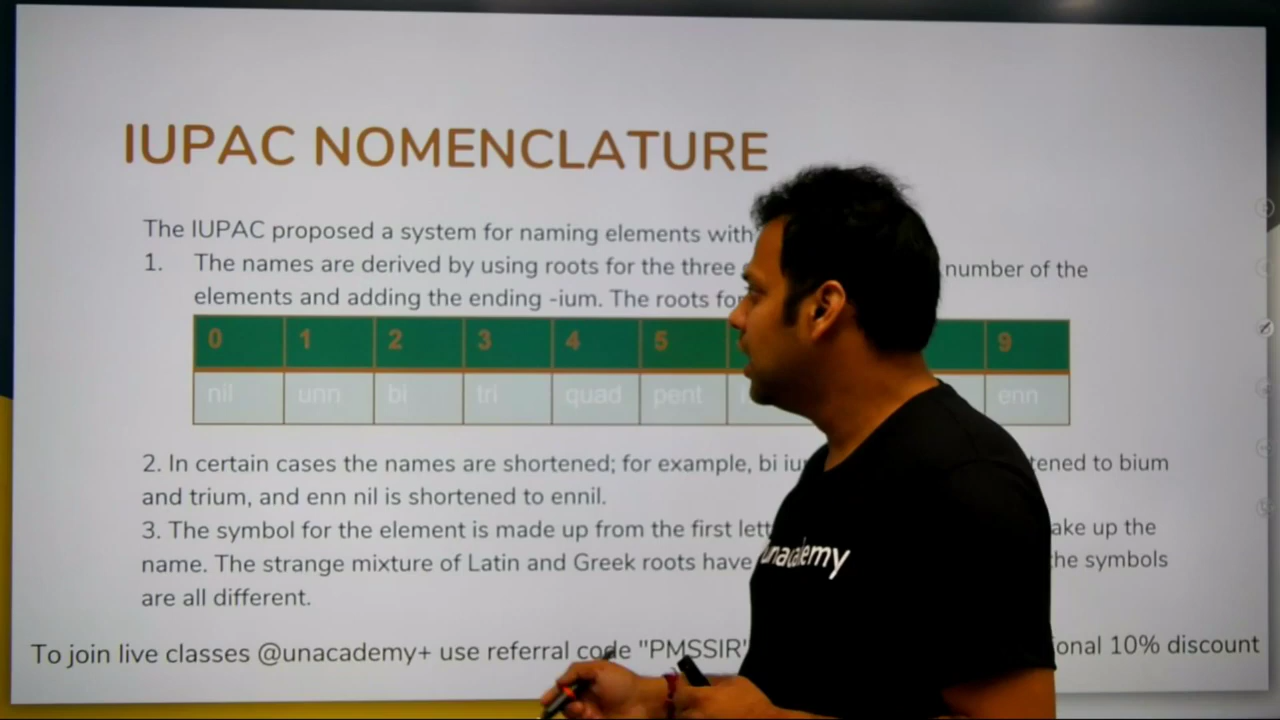 IUPAC NOMENCLATURE
The IUPAC proposed a system for naming elements with
1. The names are derived by using roots for the three number of the
elements and adding the ending -ium. The roots for
0 1 2 3 4 5 9
nil unn bi tri quad pent enn
2. In certain cases the names are shortened; for example, bi to bium
and trium, and enn nil is shortened to ennil.
3. The symbol for the element is made up from the first up the
name. The strange mixture of Latin and Greek roots have the symbols
are all different.
unacademy
To join live classes @unacademy+ use referral code "PMSSIR" 10% discount